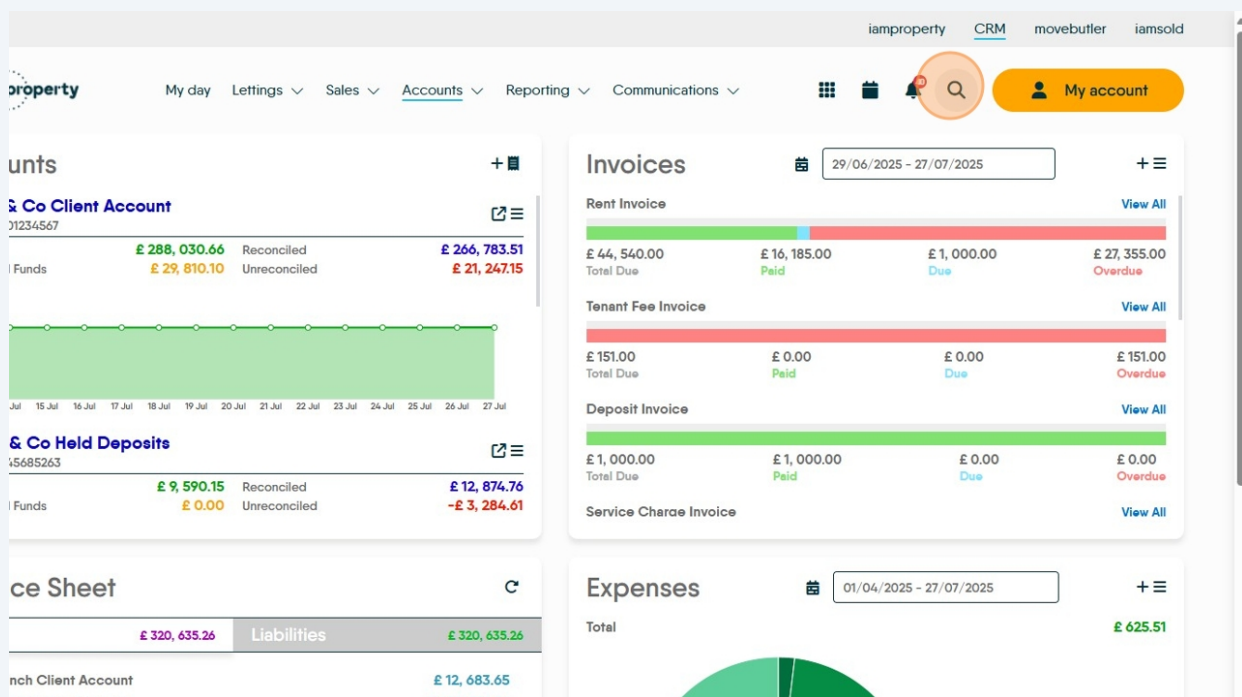 iamproperty CRM movebutler iamsold
property My day Lettings Sales Accounts Reporting Communications My account
unts
& Co Client Account
01234567
£ 288, 030.66 Reconciled £ 266, 783.51
Funds £ 29, 810.10 Unreconciled £ 21, 247.15
Jul 15 Jul 16 Jul 17 Jul 18 Jul 19 Jul 20 Jul 21 Jul 22 Jul 23 Jul 24 Jul 25 Jul 26 Jul 27 Jul
& Co Held Deposits
45685263
£ 9, 590.15 Reconciled £ 12, 874.76
Funds £ 0.00 Unreconciled -£ 3, 284.61
Invoices 29/06/2025 - 27/07/2025
Rent Invoice View All
£ 44, 540.00 £ 16, 185.00 £ 1, 000.00 £ 27, 355.00
Total Due Paid Due Overdue
Tenant Fee Invoice View All
£ 151.00 £ 0.00 £ 0.00 £ 151.00
Total Due Paid Due Overdue
Deposit Invoice View All
£ 1, 000.00 £ 1, 000.00 £ 0.00 £ 0.00
Total Due Paid Due Overdue
Service Charge Invoice View All
ce Sheet
£ 320, 635.26 Liabilities £ 320, 635.26
nch Client Account £ 12, 683.65
Expenses 01/04/2025 - 27/07/2025
Total £ 625.51